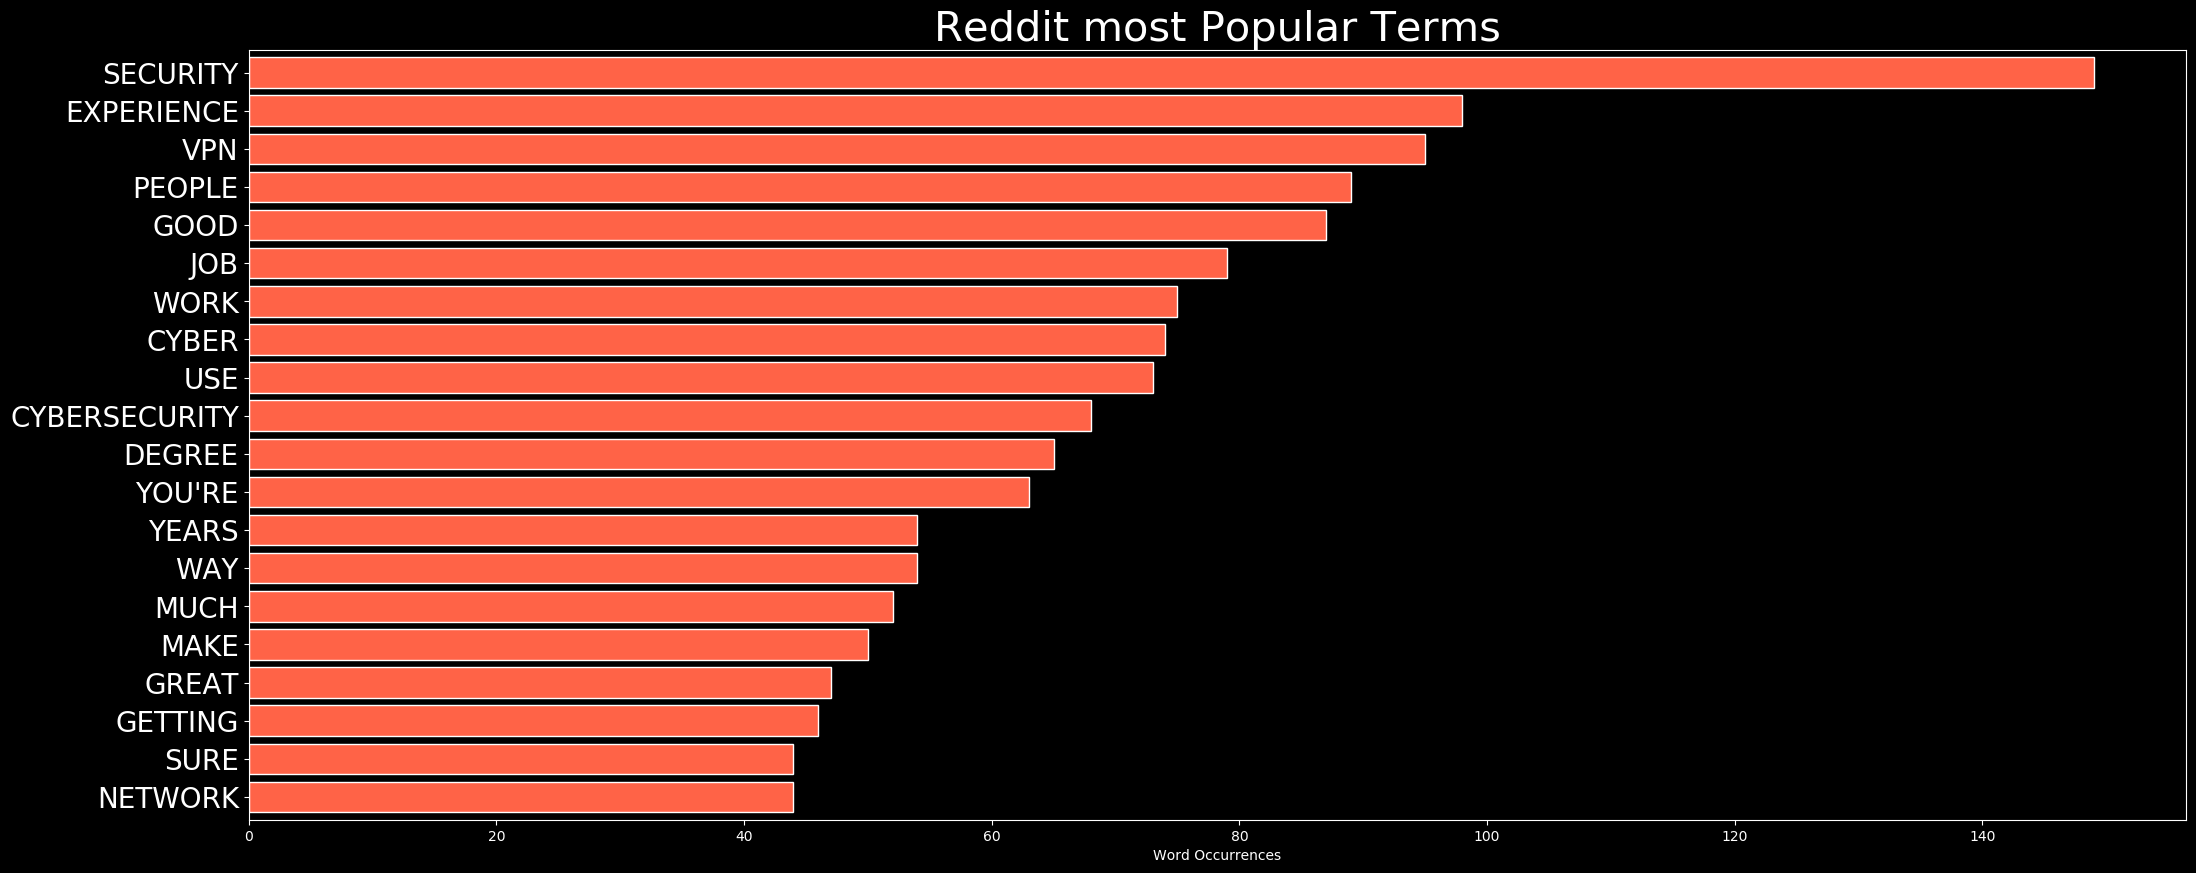 Reddit most Popular Terms
SECURITY
EXPERIENCE
VPN
PEOPLE
GOOD
JOB
WORK
CYBER
USE
CYBERSECURITY
DEGREE
YOU'RE
YEARS
WAY
MUCH
MAKE
GREAT
GETTING
SURE
NETWORK
0 20 40 60 80 100 120 140
Word Occurrences